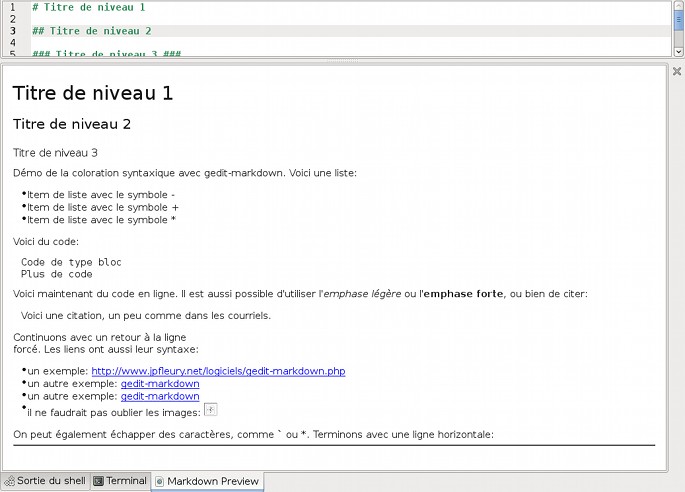 1 # Titre de niveau 1
2
3 ## Titre de niveau 2
4
5 ### Titre de niveau 3 ###
Titre de niveau 1
Titre de niveau 2
Titre de niveau 3
Démo de la coloration syntaxique avec gedit-markdown. Voici une liste:
•Item de liste avec le symbole -
•Item de liste avec le symbole +
•Item de liste avec le symbole *
Voici du code:
Code de type bloc
Plus de code
Voici maintenant du code en ligne. Il est aussi possible d'utiliser l'emphase légère ou l'emphase forte, ou bien de citer:
Voici une citation, un peu comme dans les courriels.
Continuons avec un retour à la ligne
forcé. Les liens ont aussi leur syntaxe:
•un exemple: http://www.jpfleury.net/logiciels/gedit-markdown.php
•un autre exemple: gedit-markdown
•un autre exemple: gedit-markdown
•il ne faudrait pas oublier les images:
On peut également échapper des caractères, comme ` ou *. Terminons avec une ligne horizontale:
Sortie du shell Terminal Markdown Preview